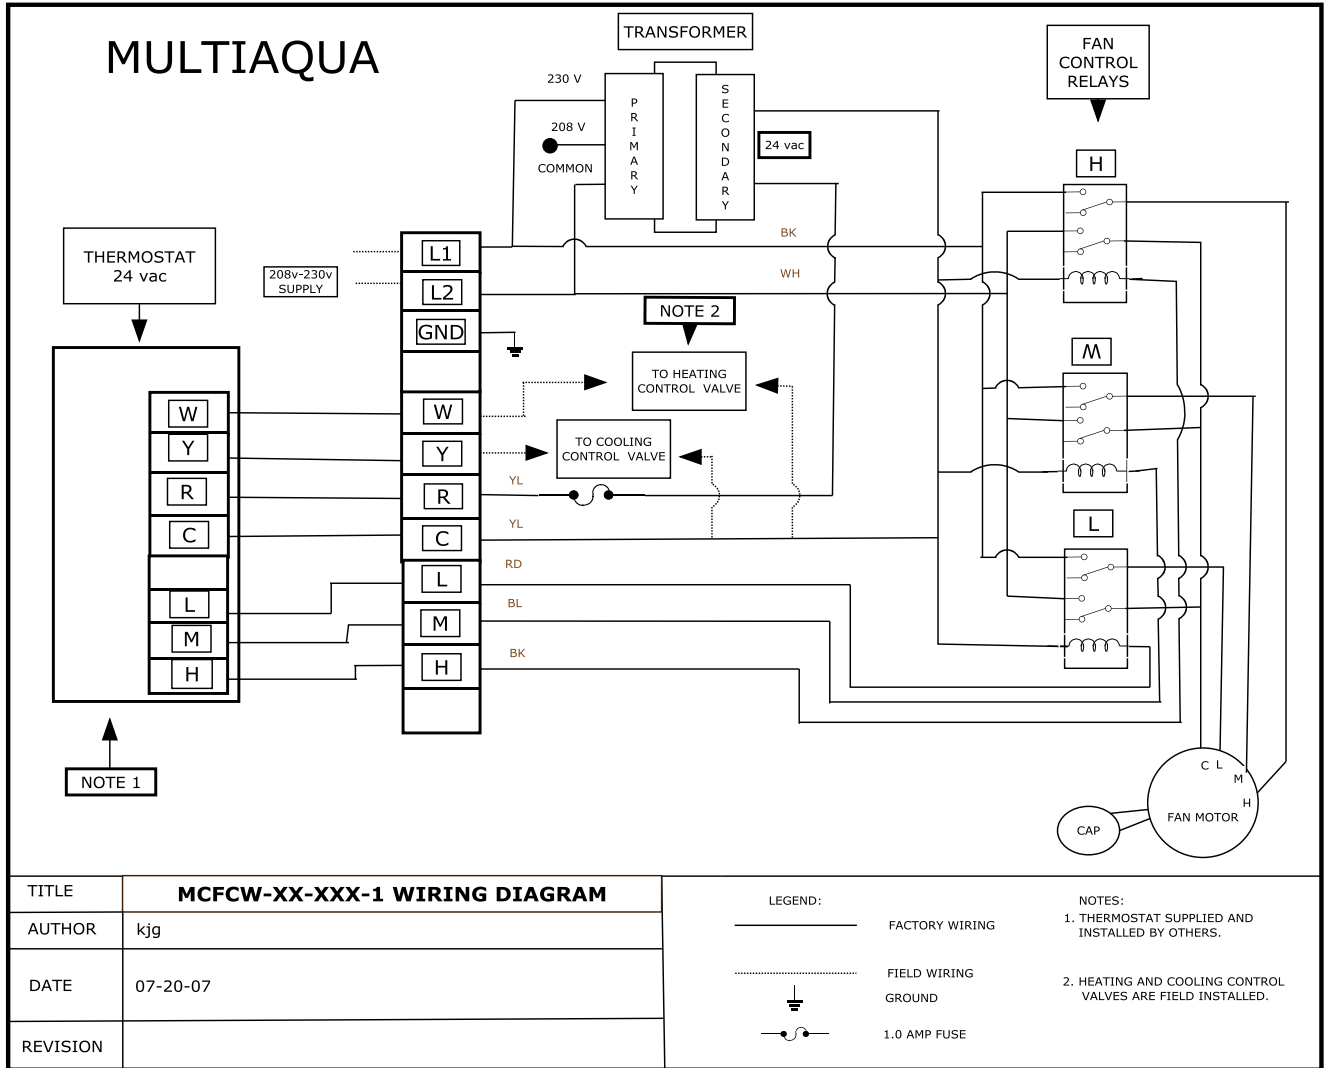 MULTIAQUA
TRANSFORMER
FAN
CONTROL
RELAYS
230 V
208 V
COMMON
PRIMARY
SECONDARY
24 vac
H
BK
WH
THERMOSTAT
24 vac
208v-230v
SUPPLY
L1
L2
GND
NOTE 2
TO HEATING
CONTROL VALVE
TO COOLING
CONTROL VALVE
M
L
W
Y
R
C
L
M
H
W
Y
R
C
L
M
H
YL
YL
RD
BL
BK
NOTE 1
C L
M
H
FAN MOTOR
CAP
TITLE
MCFCW-XX-XXX-1 WIRING DIAGRAM
AUTHOR
kjg
DATE
07-20-07
REVISION
LEGEND:
FACTORY WIRING
FIELD WIRING
GROUND
1.0 AMP FUSE
NOTES:
1. THERMOSTAT SUPPLIED AND
INSTALLED BY OTHERS.
2. HEATING AND COOLING CONTROL
VALVES ARE FIELD INSTALLED.